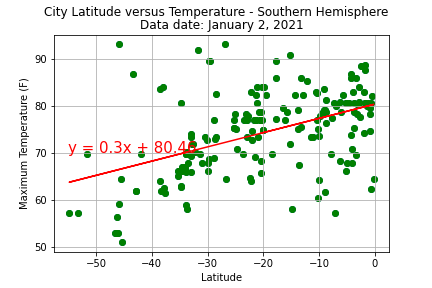 City Latitude versus Temperature - Southern Hemisphere
Data date: January 2, 2021
Maximum Temperature (F)
90
80
70
60
50
y = 0.3x + 80.46
−50
−40
−30
−20
−10
0
Latitude